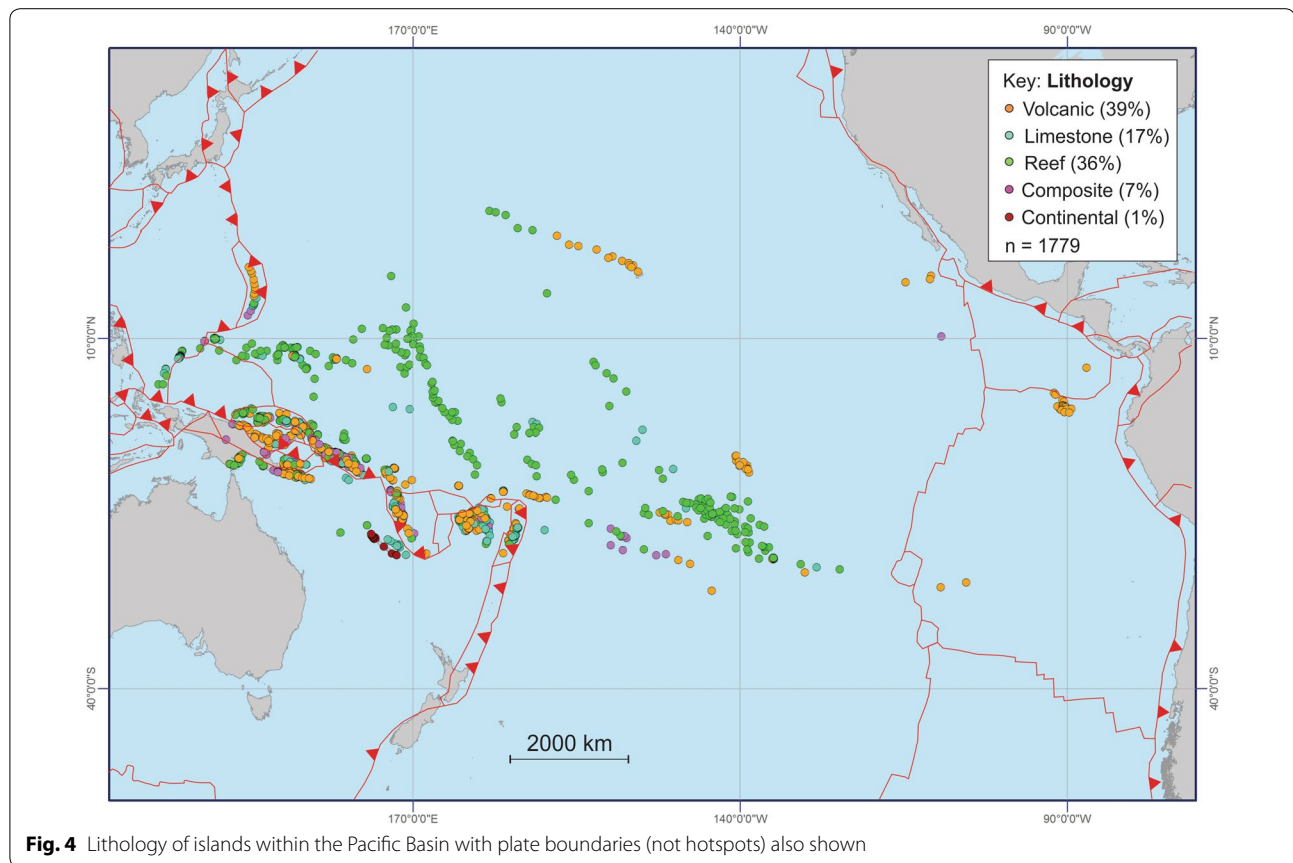 170°0'0"E
140°0'0"W
90°0'0"W
Key: Lithology
Volcanic (39%)
Limestone (17%)
Reef (36%)
Composite (7%)
Continental (1%)
n = 1779
10°0'0"N
10°0'0"N
40°0'0"S
40°0'0"S
2000 km
170°0'0"E
140°0'0"W
90°0'0"W
Fig. 4 Lithology of islands within the Pacific Basin with plate boundaries (not hotspots) also shown